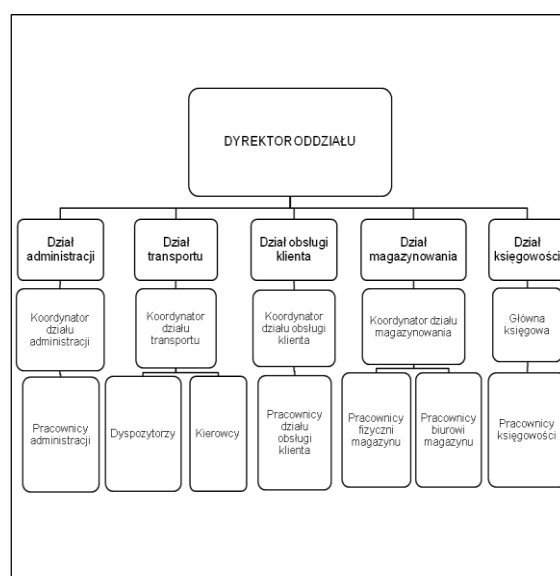 DYREKTOR ODDZIAŁU
Dział
administracji
Dział
transportu
Dział obsługi
klienta
Dział
magazynowania
Dział
księgowości
Koordynator
działu
administracji
Koordynator
działu
transportu
Koordynator
działu obsługi
klienta
Koordynator działu
magazynowania
Główna
księgowa
Pracownicy
administracji
Dyspozytorzy
Kierowcy
Pracownicy
działu
obsługi
klienta
Pracownicy
fizyczni
magazynu
Pracownicy
biurowi
magazynu
Pracownicy
księgowości